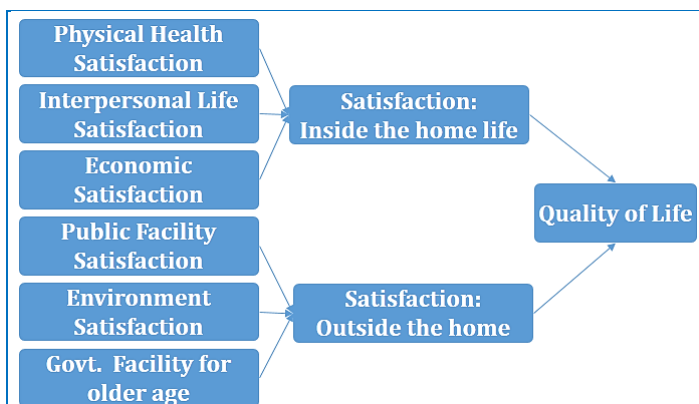 Physical Health
Satisfaction
Interpersonal Life
Satisfaction
Economic
Satisfaction
Public Facility
Satisfaction
Environment
Satisfaction
Govt. Facility for
older age
Satisfaction:
Inside the home life
Satisfaction:
Outside the home
Quality of Life